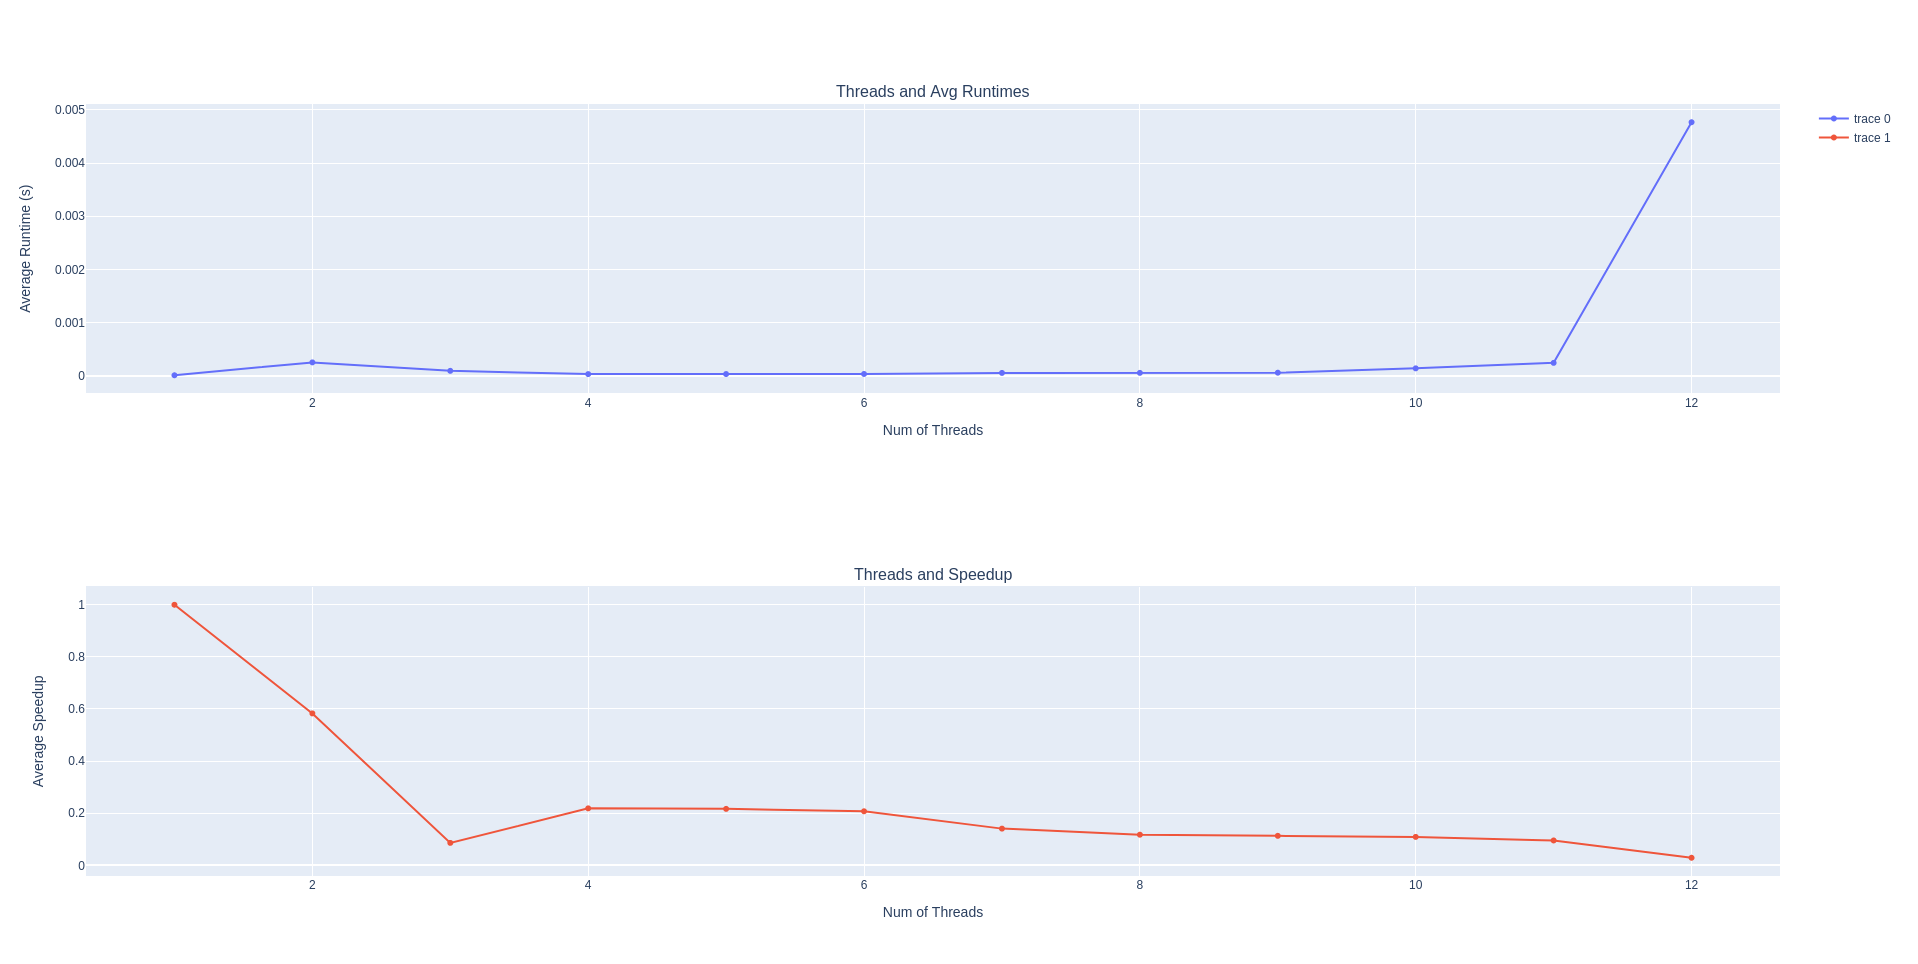 Threads and Avg Runtimes
0.005
0.004
0.003
0.002
0.001
0
Average Runtime (s)
2 4 6 8 10 12
Num of Threads
trace 0
trace 1
Threads and Speedup
1
0.8
0.6
0.4
0.2
0
Average Speedup
2 4 6 8 10 12
Num of Threads